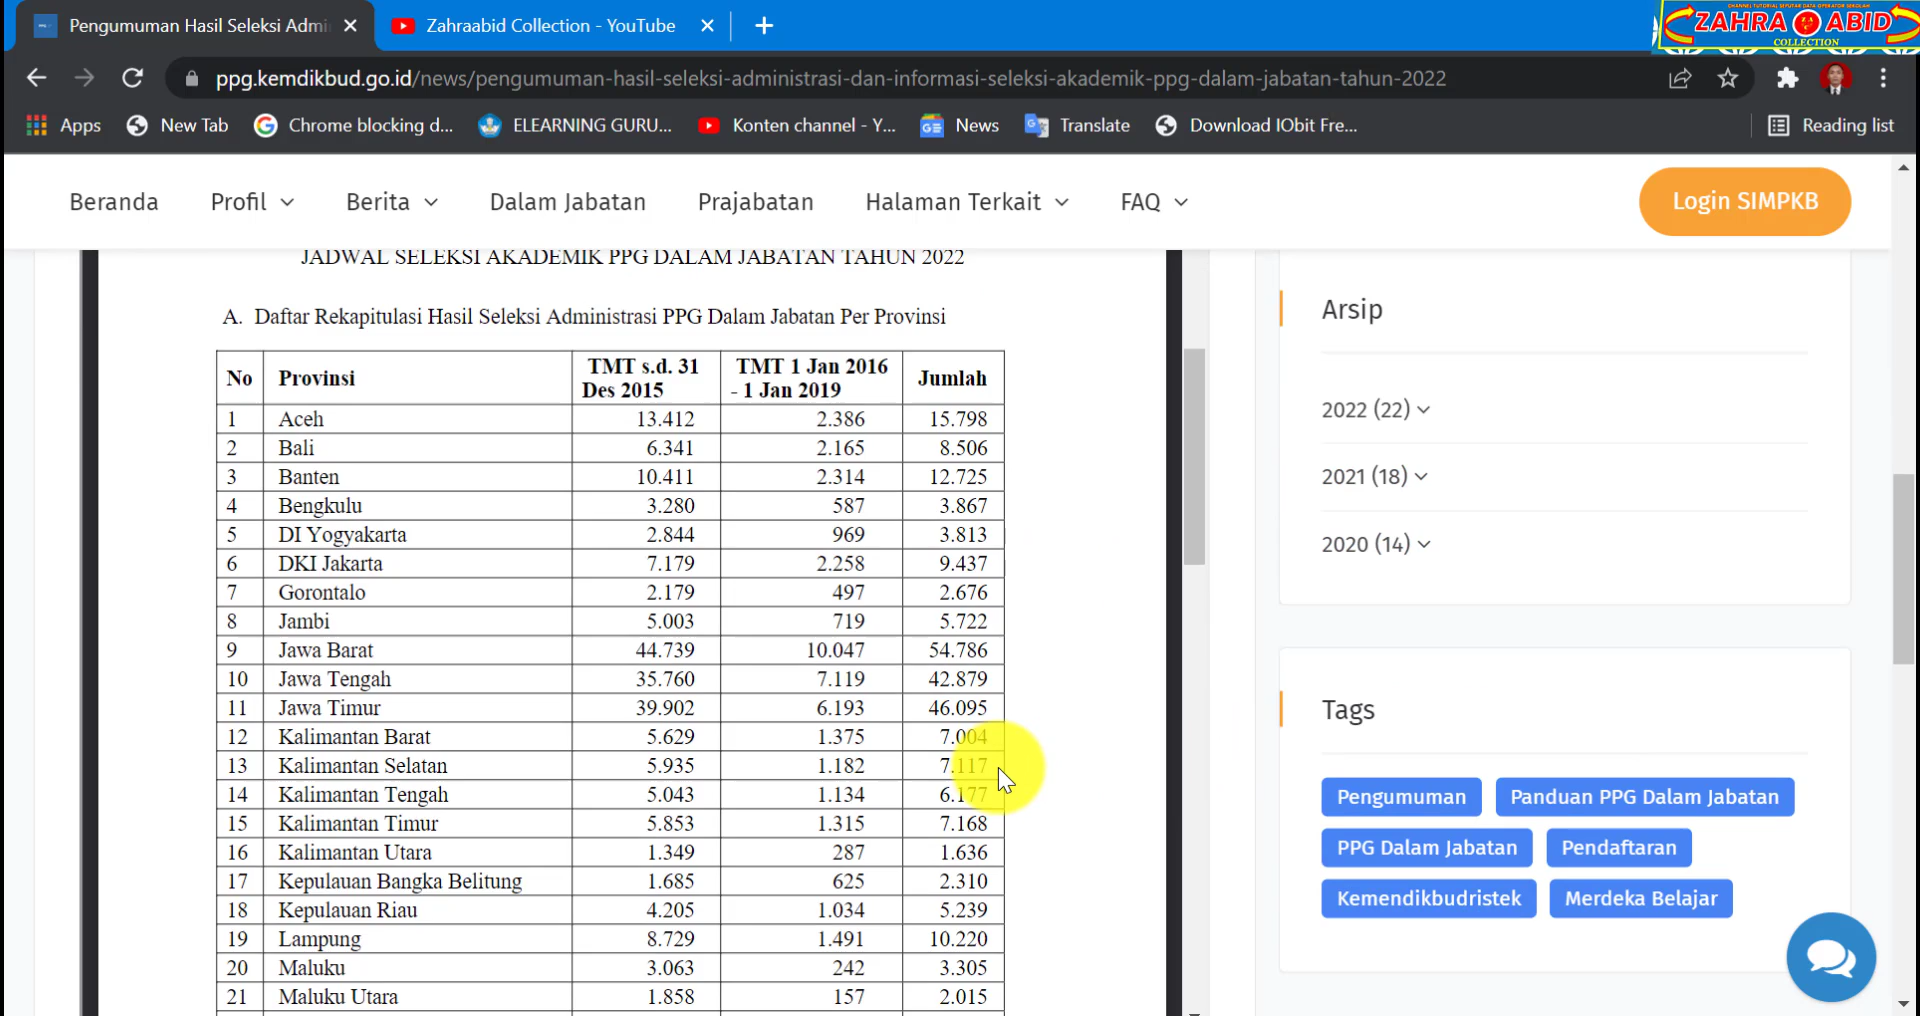 Pengumuman Hasil Seleksi Admi
Zahraabid Collection - YouTube
CHANNEL TUTORIAL SEPUTAR DATA OPERATOR SEKOLAH
ZAHRA ABID
COLLECTION
ppg.kemdikbud.go.id/news/pengumuman-hasil-seleksi-administrasi-dan-informasi-seleksi-akademik-ppg-dalam-jabatan-tahun-2022
Apps New Tab Chrome blocking d... ELEARNING GURU... Konten channel - Y... News Translate Download IObit Fre... Reading list
Beranda Profil Berita Dalam Jabatan Prajabatan Halaman Terkait FAQ Login SIMPKB
JADWAL SELEKSI AKADEMIK PPG DALAM JABATAN TAHUN 2022
A. Daftar Rekapitulasi Hasil Seleksi Administrasi PPG Dalam Jabatan Per Provinsi
No Provinsi TMT s.d. 31 Des 2015 TMT 1 Jan 2016 - 1 Jan 2019 Jumlah
1 Aceh 13.412 2.386 15.798
2 Bali 6.341 2.165 8.506
3 Banten 10.411 2.314 12.725
4 Bengkulu 3.280 587 3.867
5 DI Yogyakarta 2.844 969 3.813
6 DKI Jakarta 7.179 2.258 9.437
7 Gorontalo 2.179 497 2.676
8 Jambi 5.003 719 5.722
9 Jawa Barat 44.739 10.047 54.786
10 Jawa Tengah 35.760 7.119 42.879
11 Jawa Timur 39.902 6.193 46.095
12 Kalimantan Barat 5.629 1.375 7.004
13 Kalimantan Selatan 5.935 1.182 7.117
14 Kalimantan Tengah 5.043 1.134 6.177
15 Kalimantan Timur 5.853 1.315 7.168
16 Kalimantan Utara 1.349 287 1.636
17 Kepulauan Bangka Belitung 1.685 625 2.310
18 Kepulauan Riau 4.205 1.034 5.239
19 Lampung 8.729 1.491 10.220
20 Maluku 3.063 242 3.305
21 Maluku Utara 1.858 157 2.015
Arsip
2022 (22)
2021 (18)
2020 (14)
Tags
Pengumuman Panduan PPG Dalam Jabatan
PPG Dalam Jabatan Pendaftaran
Kemendikbudristek Merdeka Belajar